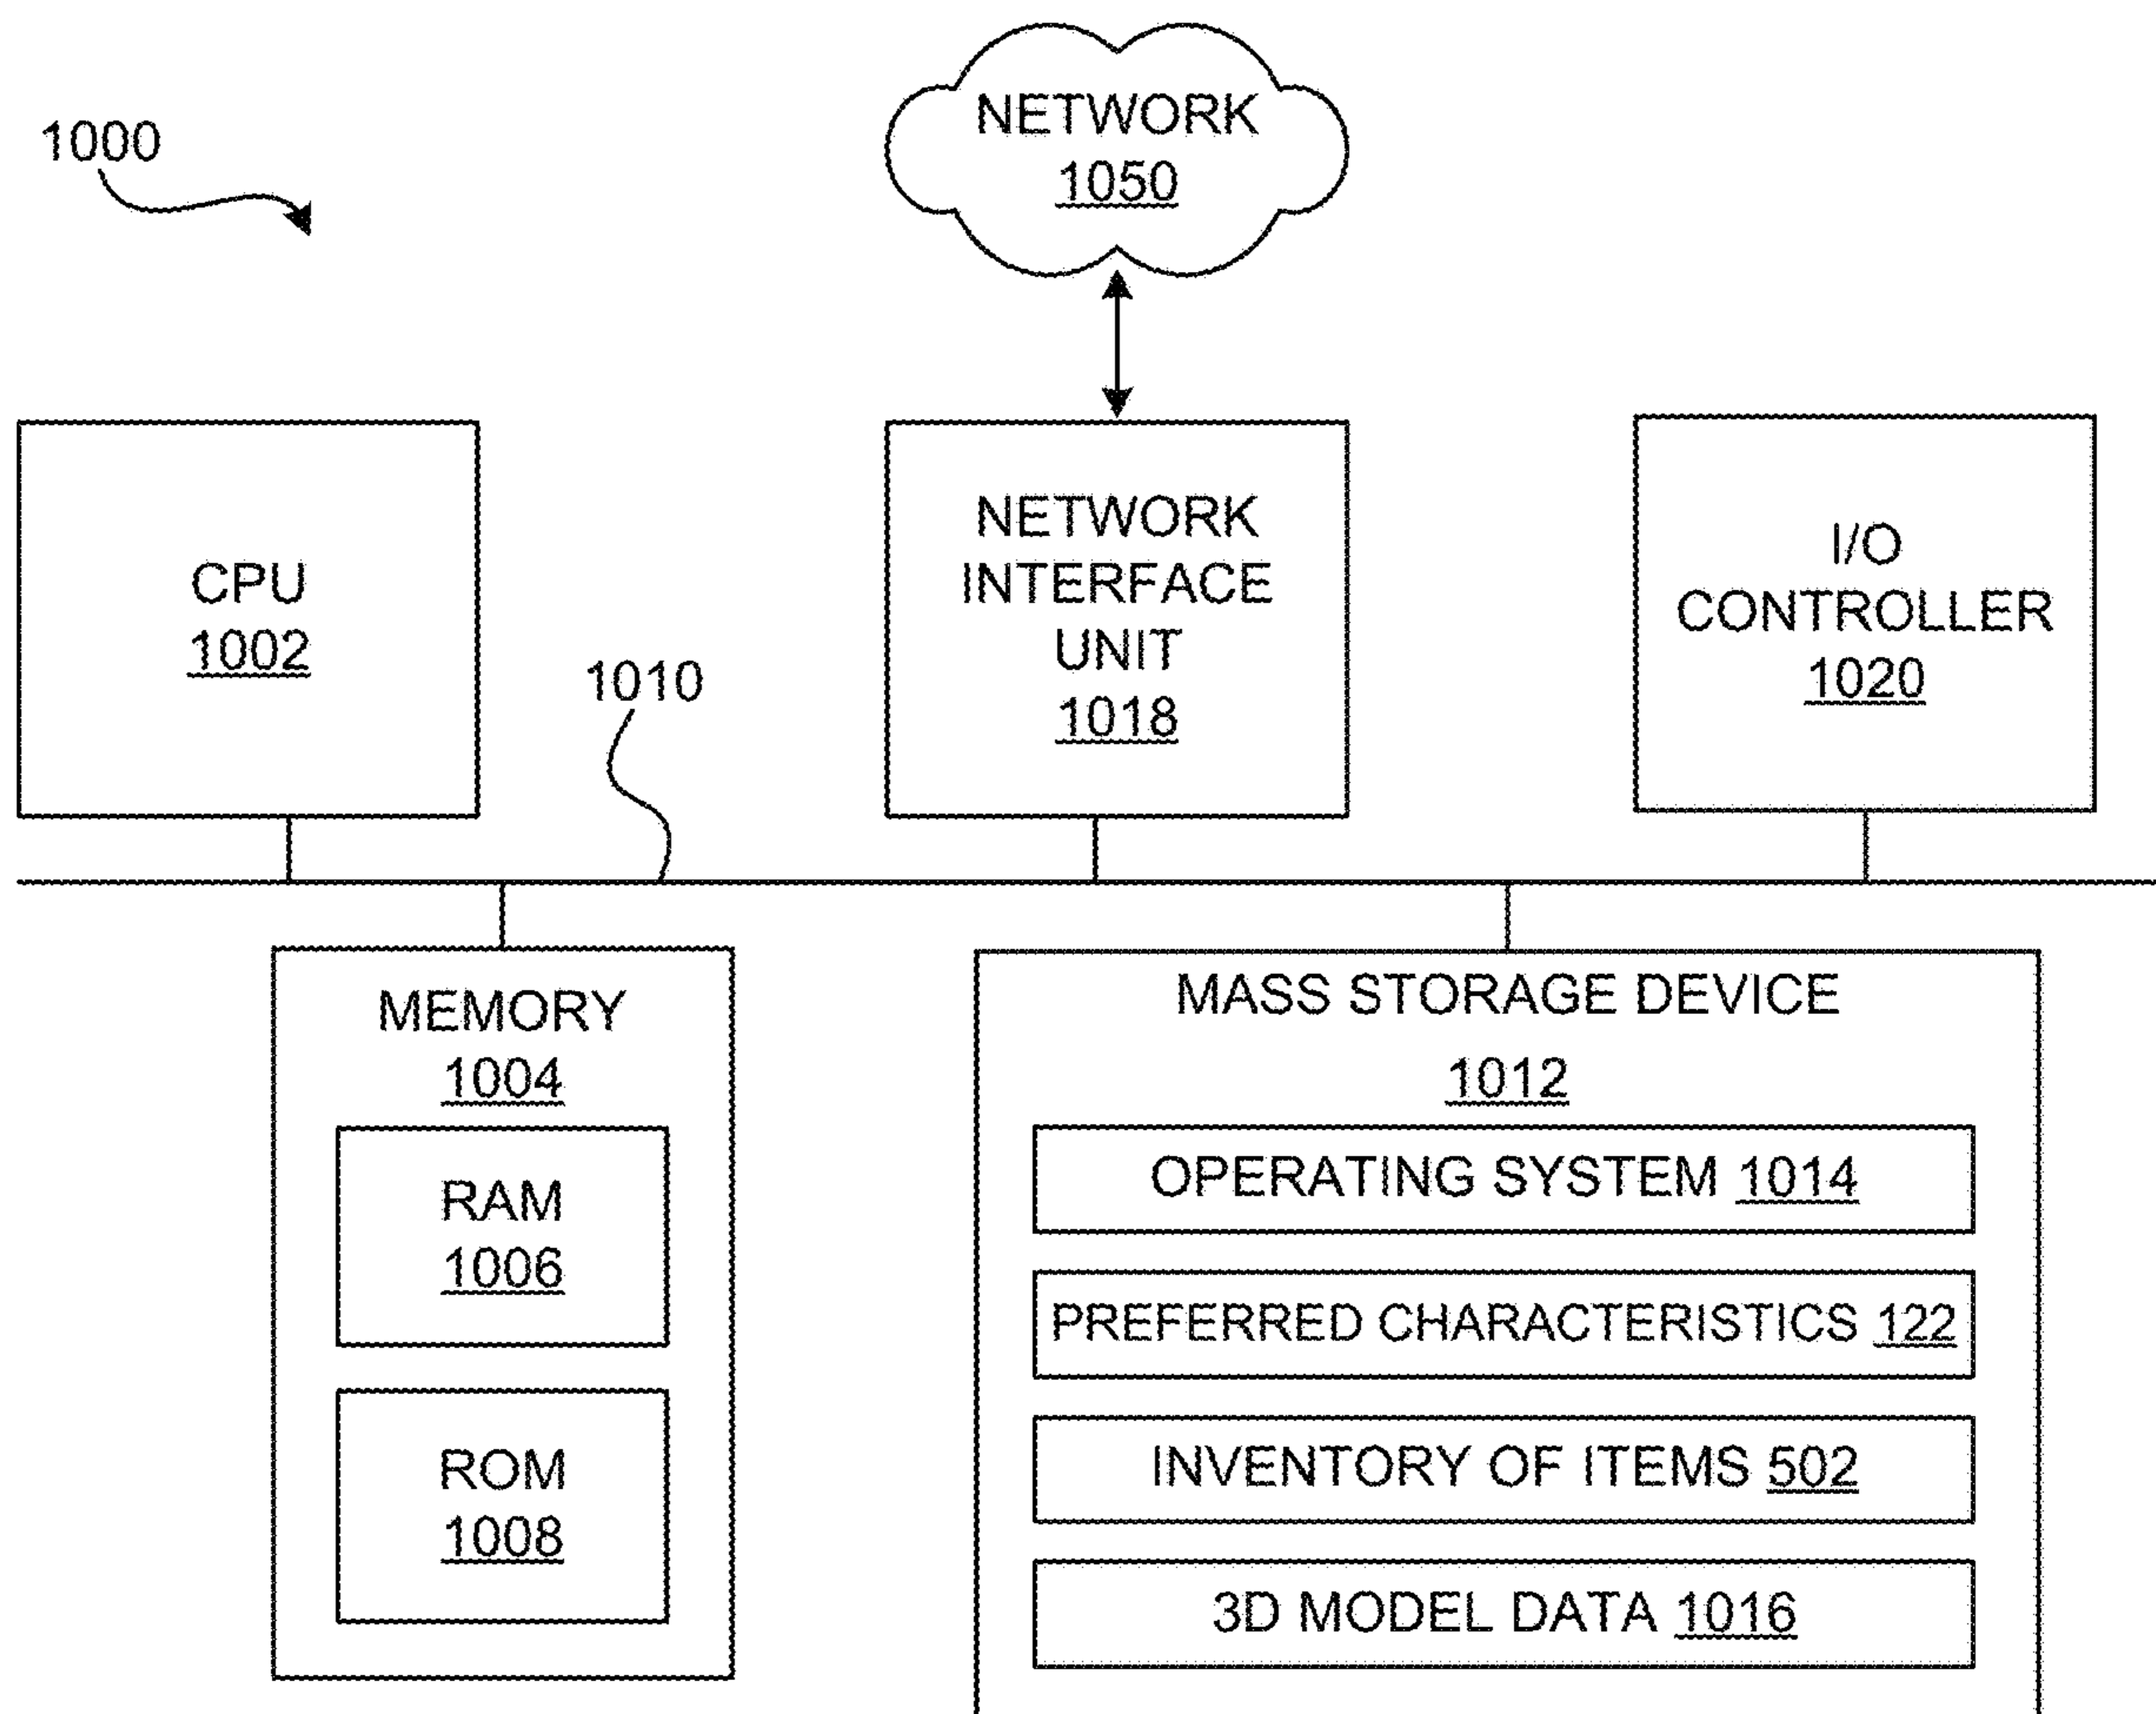 1000
NETWORK
1050
CPU
1002
NETWORK
INTERFACE
UNIT
1018
I/O
CONTROLLER
1020
1010
MEMORY
1004
RAM
1006
ROM
1008
MASS STORAGE DEVICE
1012
OPERATING SYSTEM 1014
PREFERRED CHARACTERISTICS 122
INVENTORY OF ITEMS 502
3D MODEL DATA 1016